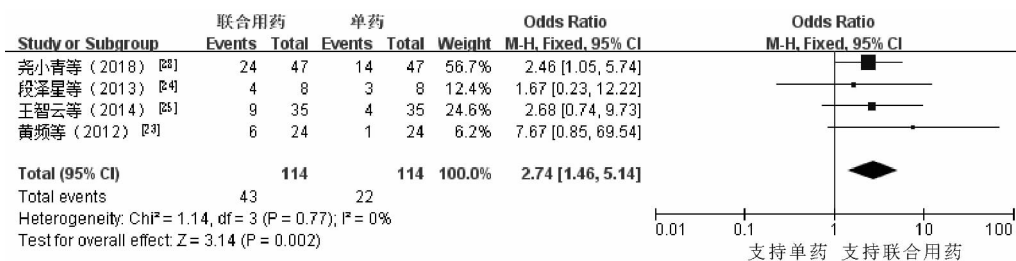 联合用药 单药 Odds Ratio Odds Ratio
Study or Subgroup Events Total Events Total Weight M-H, Fixed, 95% CI M-H, Fixed, 95% CI
尧小青等（2018）[28] 24 47 14 47 56.7% 2.46 [1.05, 5.74]
段泽星等（2013）[24] 4 8 3 8 12.4% 1.67 [0.23, 12.22]
王智云等（2014）[25] 9 35 4 35 24.6% 2.68 [0.74, 9.73]
黄频等（2012）[23] 6 24 1 24 6.2% 7.67 [0.85, 69.54]
Total (95% CI) 114 114 100.0% 2.74 [1.46, 5.14]
Total events 43 22
Heterogeneity: Chi² = 1.14, df = 3 (P = 0.77); I² = 0%
Test for overall effect: Z = 3.14 (P = 0.002)
0.01 0.1 1 10 100
支持单药 支持联合用药